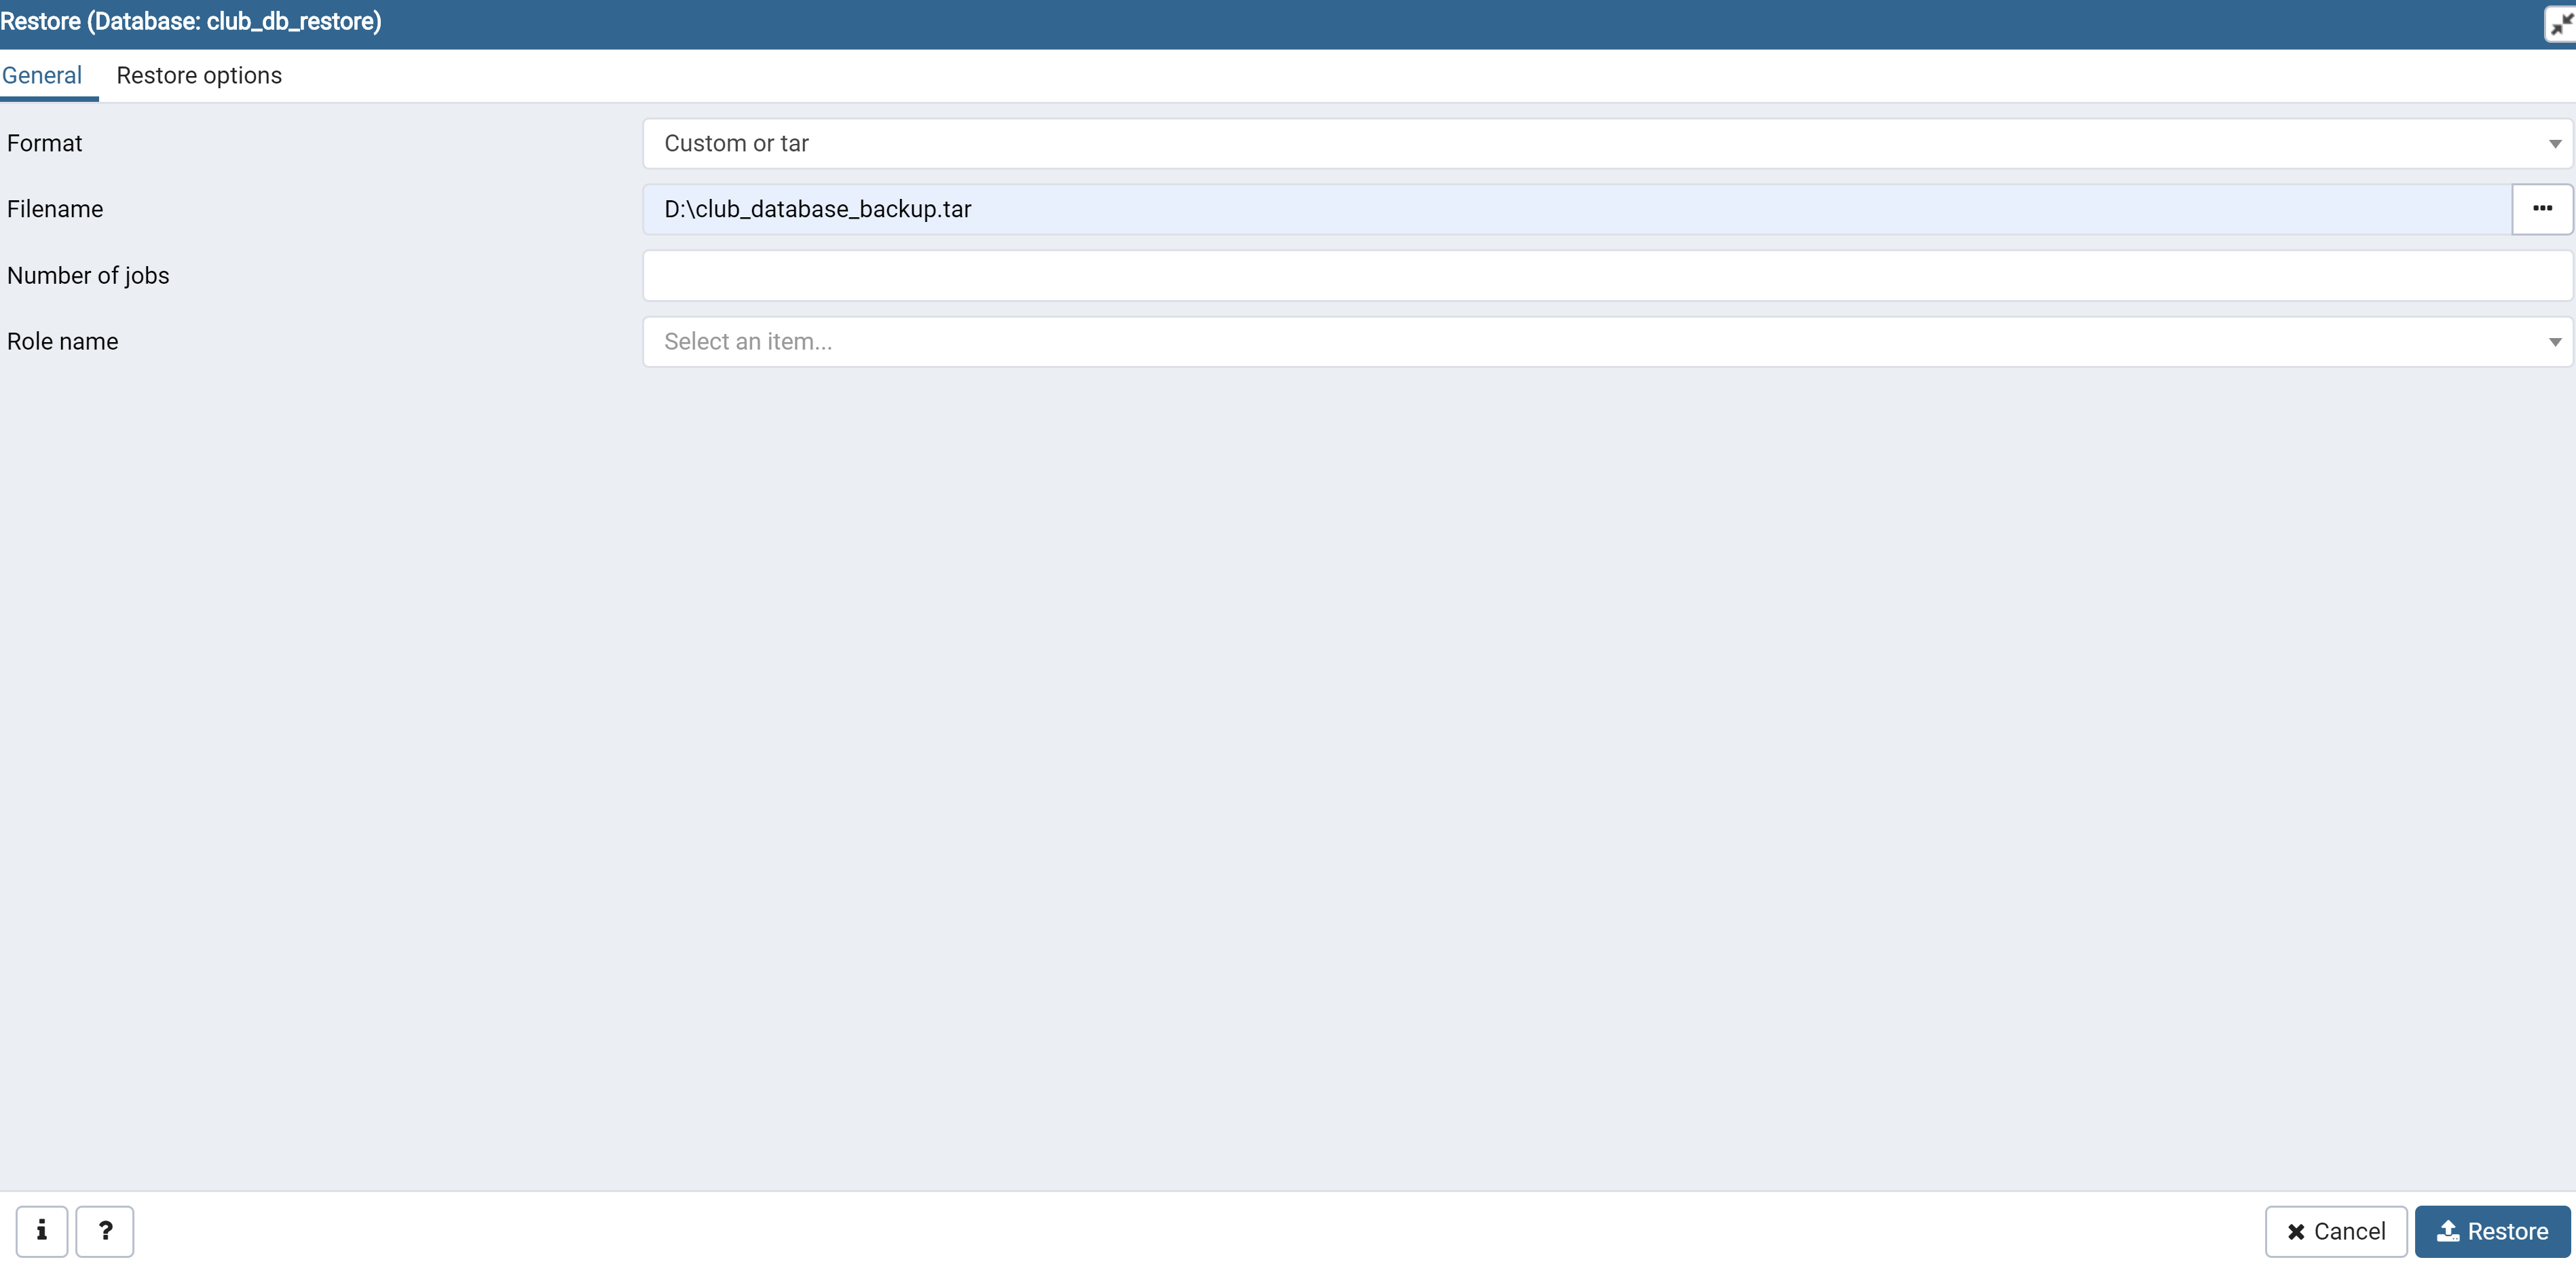 Restore (Database: club_db_restore)
General Restore options
Format Custom or tar
Filename D:\club_database_backup.tar
Number of jobs
Role name Select an item...
i ? Cancel Restore